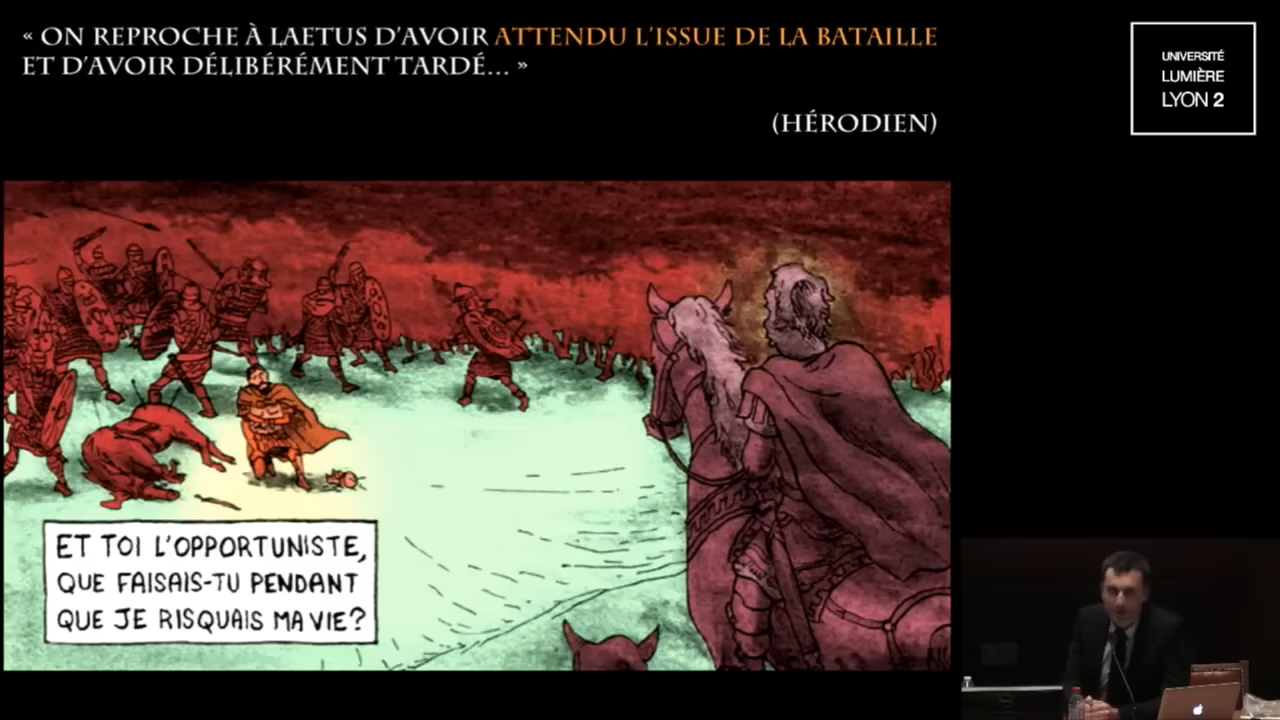 « ON REPROCHE À LAETUS D'AVOIR ATTENDU L'ISSUE DE LA BATAILLE
ET D'AVOIR DÉLIBÉRÉMENT TARDÉ... »
(HÉRODIEN)
UNIVERSITÉ
LUMIÈRE
LYON 2
ET TOI L'OPPORTUNISTE,
QUE FAISAIS-TU PENDANT
QUE JE RISQUAIS MA VIE?